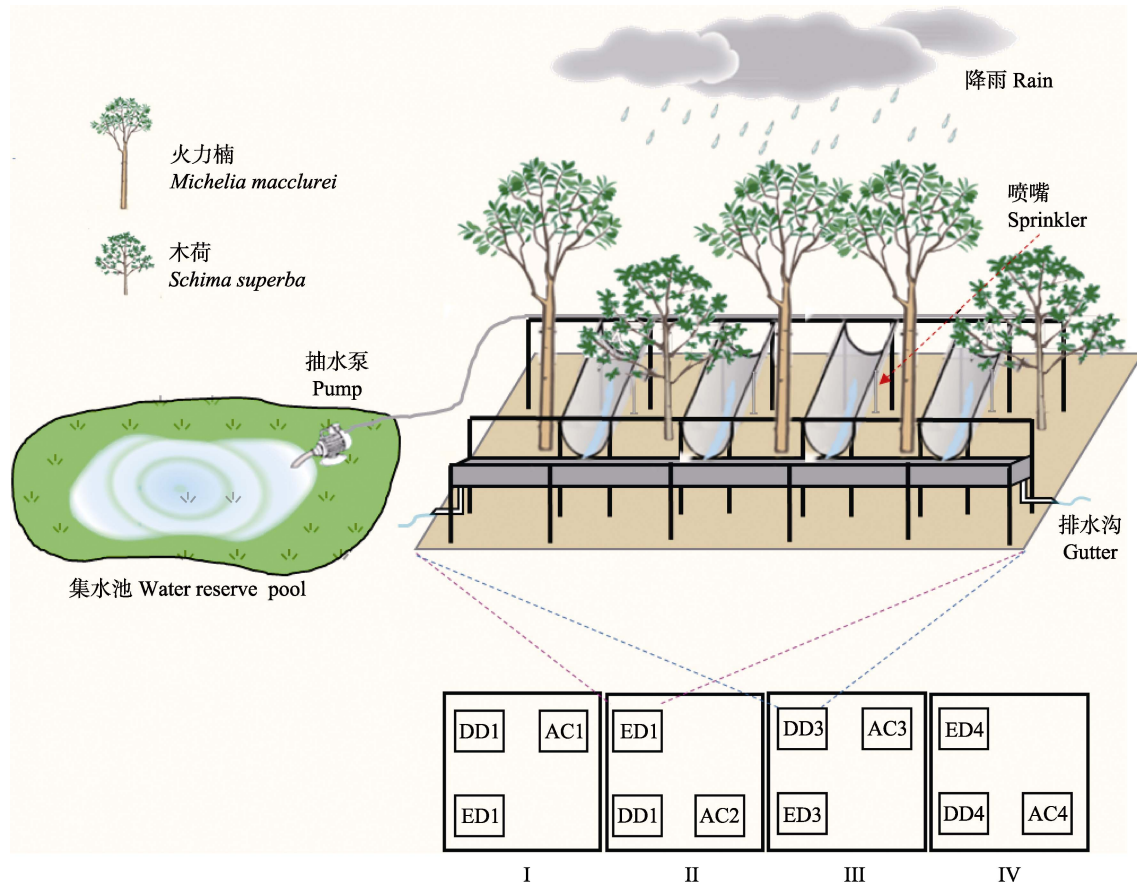 降雨 Rain
火力楠
Michelia macclurei
喷嘴
Sprinkler
木荷
Schima superba
抽水泵
Pump
排水沟
Gutter
集水池 Water reserve pool
DD1 AC1 ED1 DD3 AC3 ED4
ED1 DD1 AC2 ED3 DD4 AC4
I II III IV